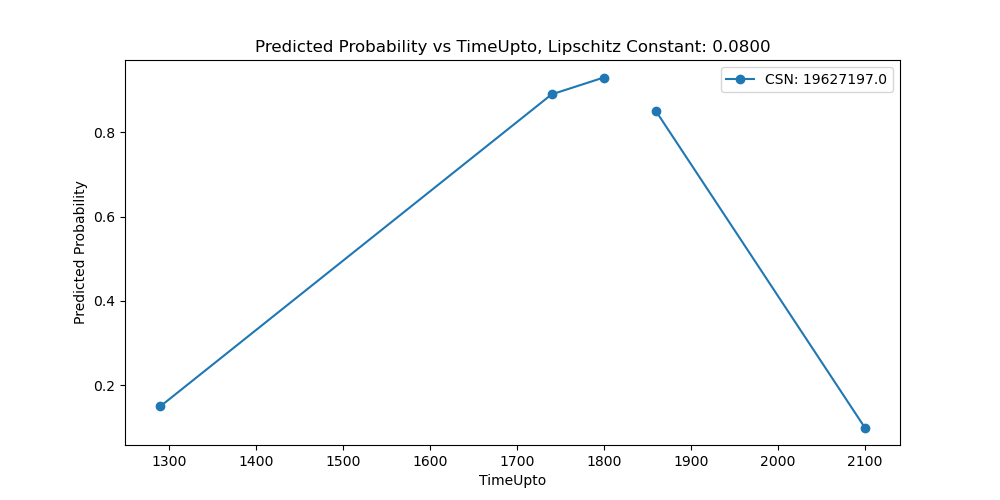 Predicted Probability vs TimeUpto, Lipschitz Constant: 0.0800
CSN: 19627197.0
Predicted Probability
0.8
0.6
0.4
0.2
1300 1400 1500 1600 1700 1800 1900 2000 2100
TimeUpto